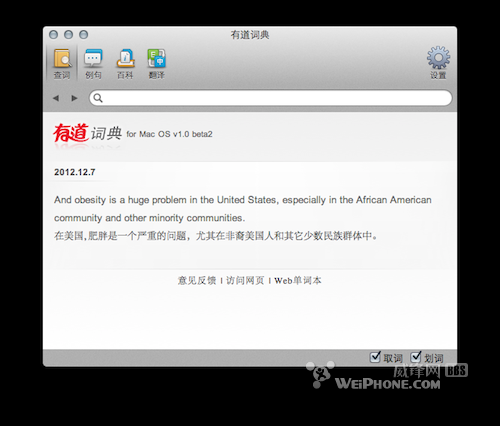 有道词典
查词 例句 百科 翻译 设置
有道 词典 for Mac OS v1.0 beta2
2012.12.7
And obesity is a huge problem in the United States, especially in the African American
community and other minority communities.
在美国,肥胖是一个严重的问题，尤其在非裔美国人和其它少数民族群体中。
意见反馈 | 访问网页 | Web单词本
取词 划词
威锋网 BBS
WEIPHONE.COM